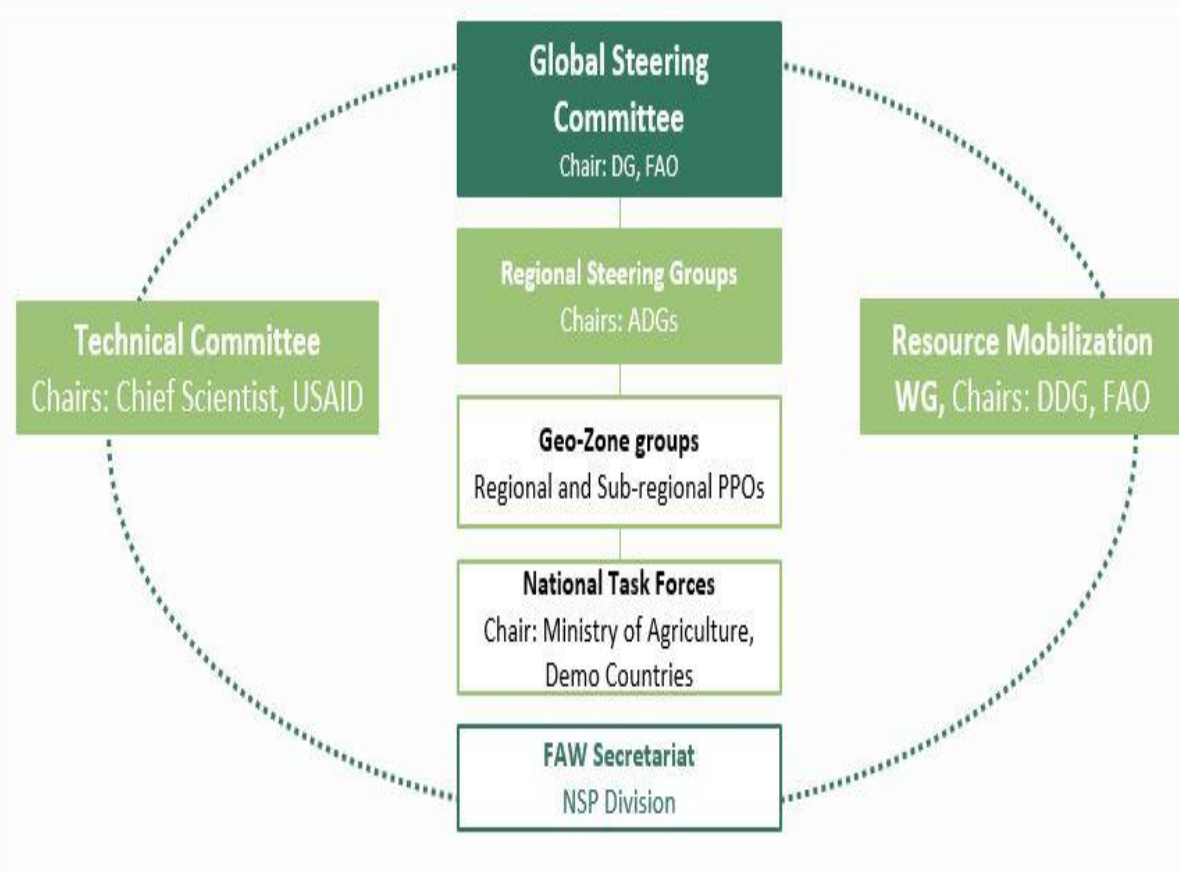 Global Steering
Committee
Chair: DG, FAO
Regional Steering Groups
Chairs: ADGs
Technical Committee
Chairs: Chief Scientist, USAID
Resource Mobilization
WG, Chairs: DDG, FAO
Geo-Zone groups
Regional and Sub-regional PPOs
National Task Forces
Chair: Ministry of Agriculture,
Demo Countries
FAW Secretariat
NSP Division